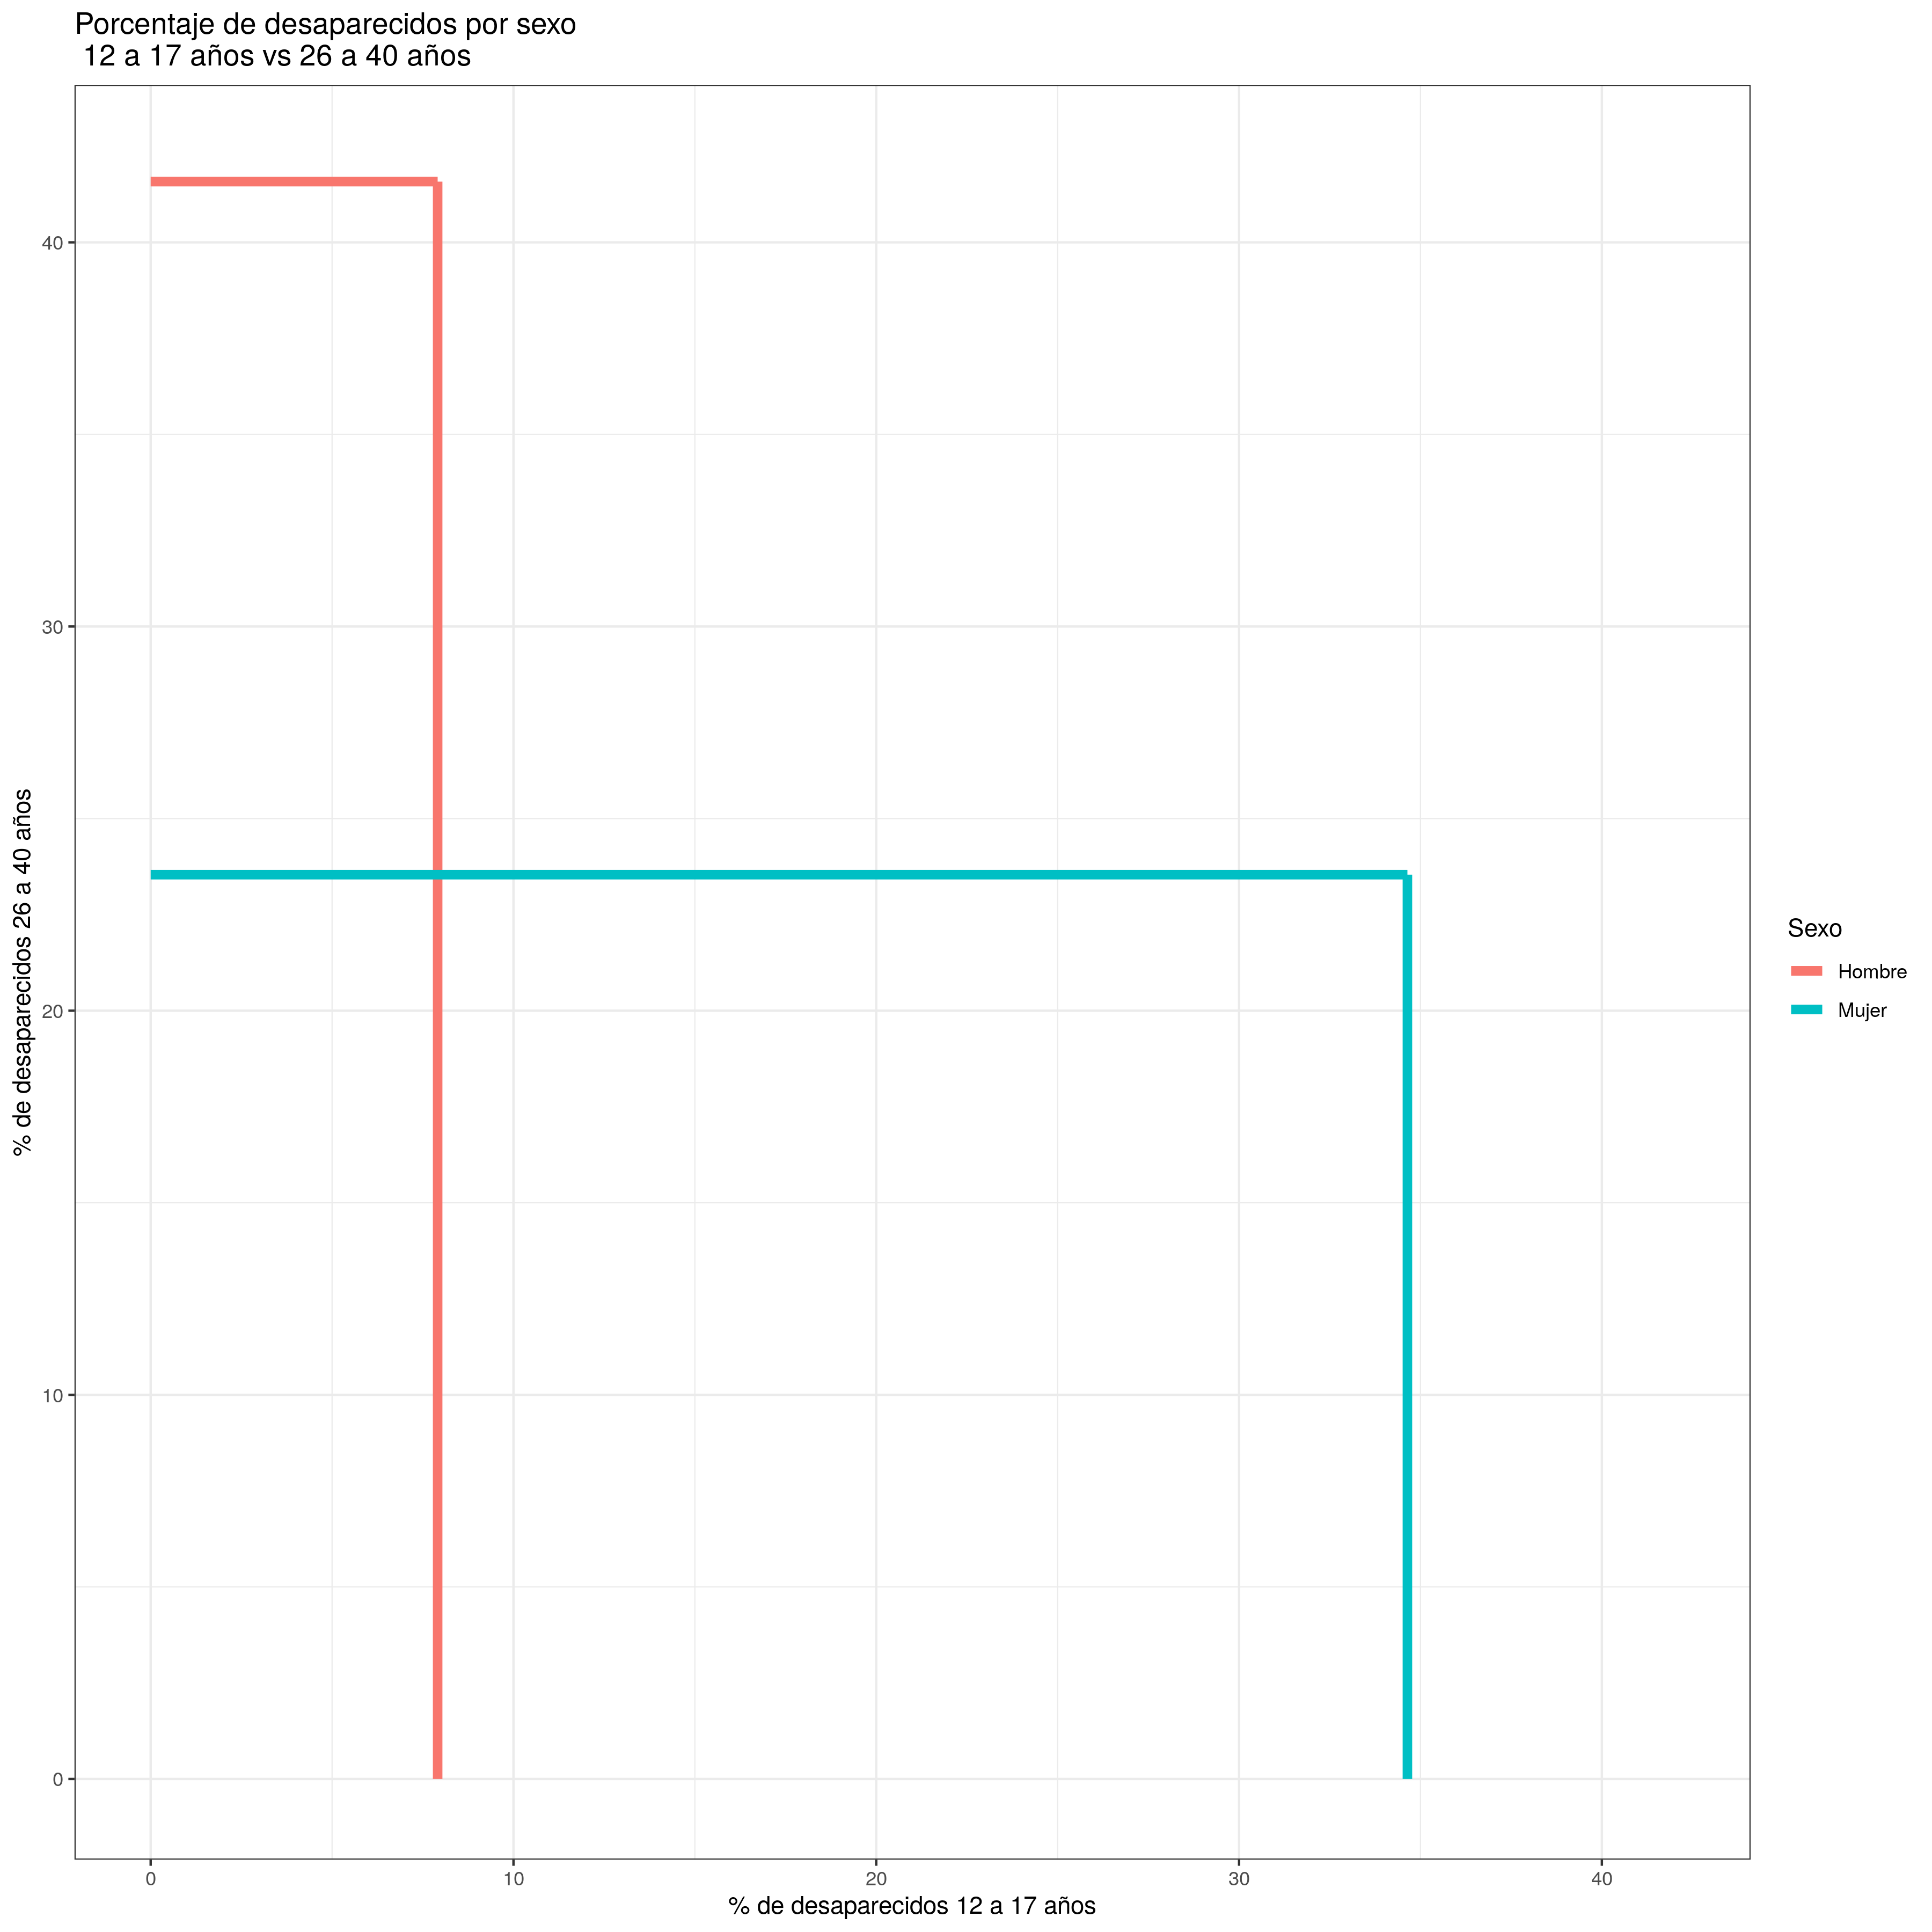 Porcentaje de desaparecidos por sexo
12 a 17 años vs 26 a 40 años
% de desaparecidos 26 a 40 años
40
30
20
10
0
0 10 20 30 40
% de desaparecidos 12 a 17 años
Sexo
Hombre
Mujer